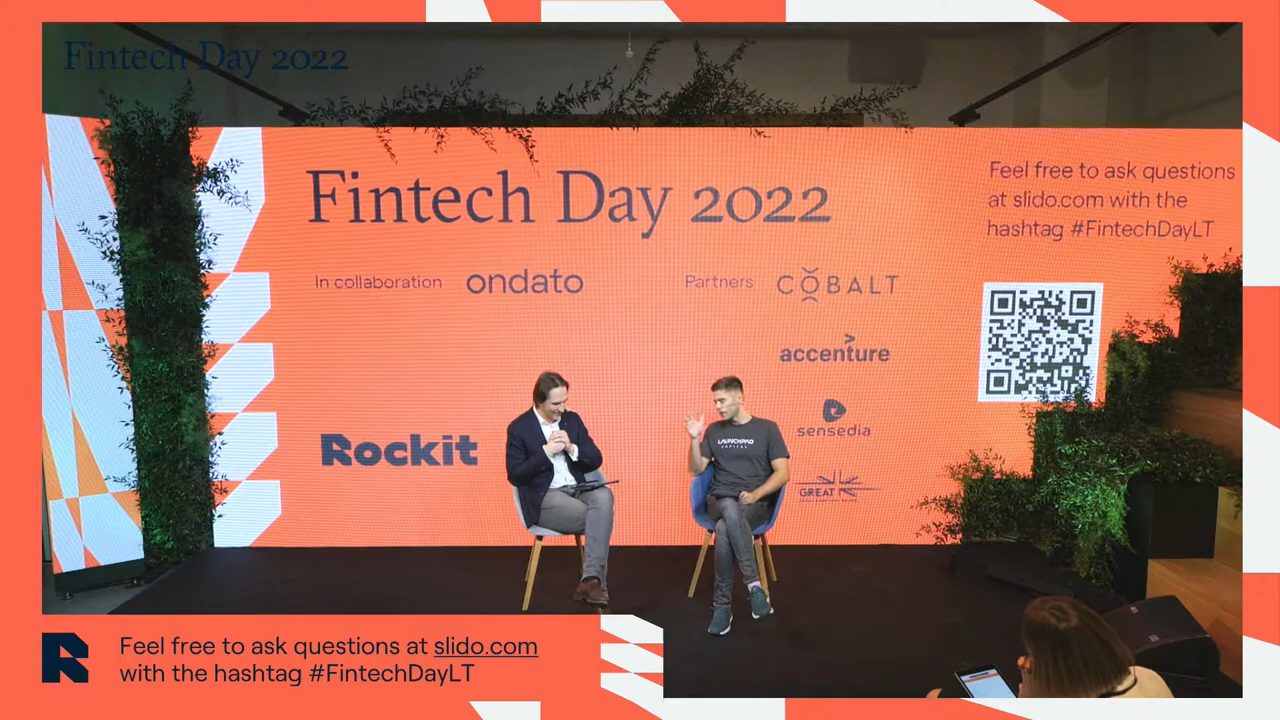 Fintech Day 2022
Fintech Day 2022
Feel free to ask questions
at slido.com with the
hashtag #FintechDayLT
In collaboration ondato
Partners COBALT
accenture
sensedia
GREAT
Rockit
LAUNCHPAD
CAPITAL
Feel free to ask questions at slido.com
with the hashtag #FintechDayLT